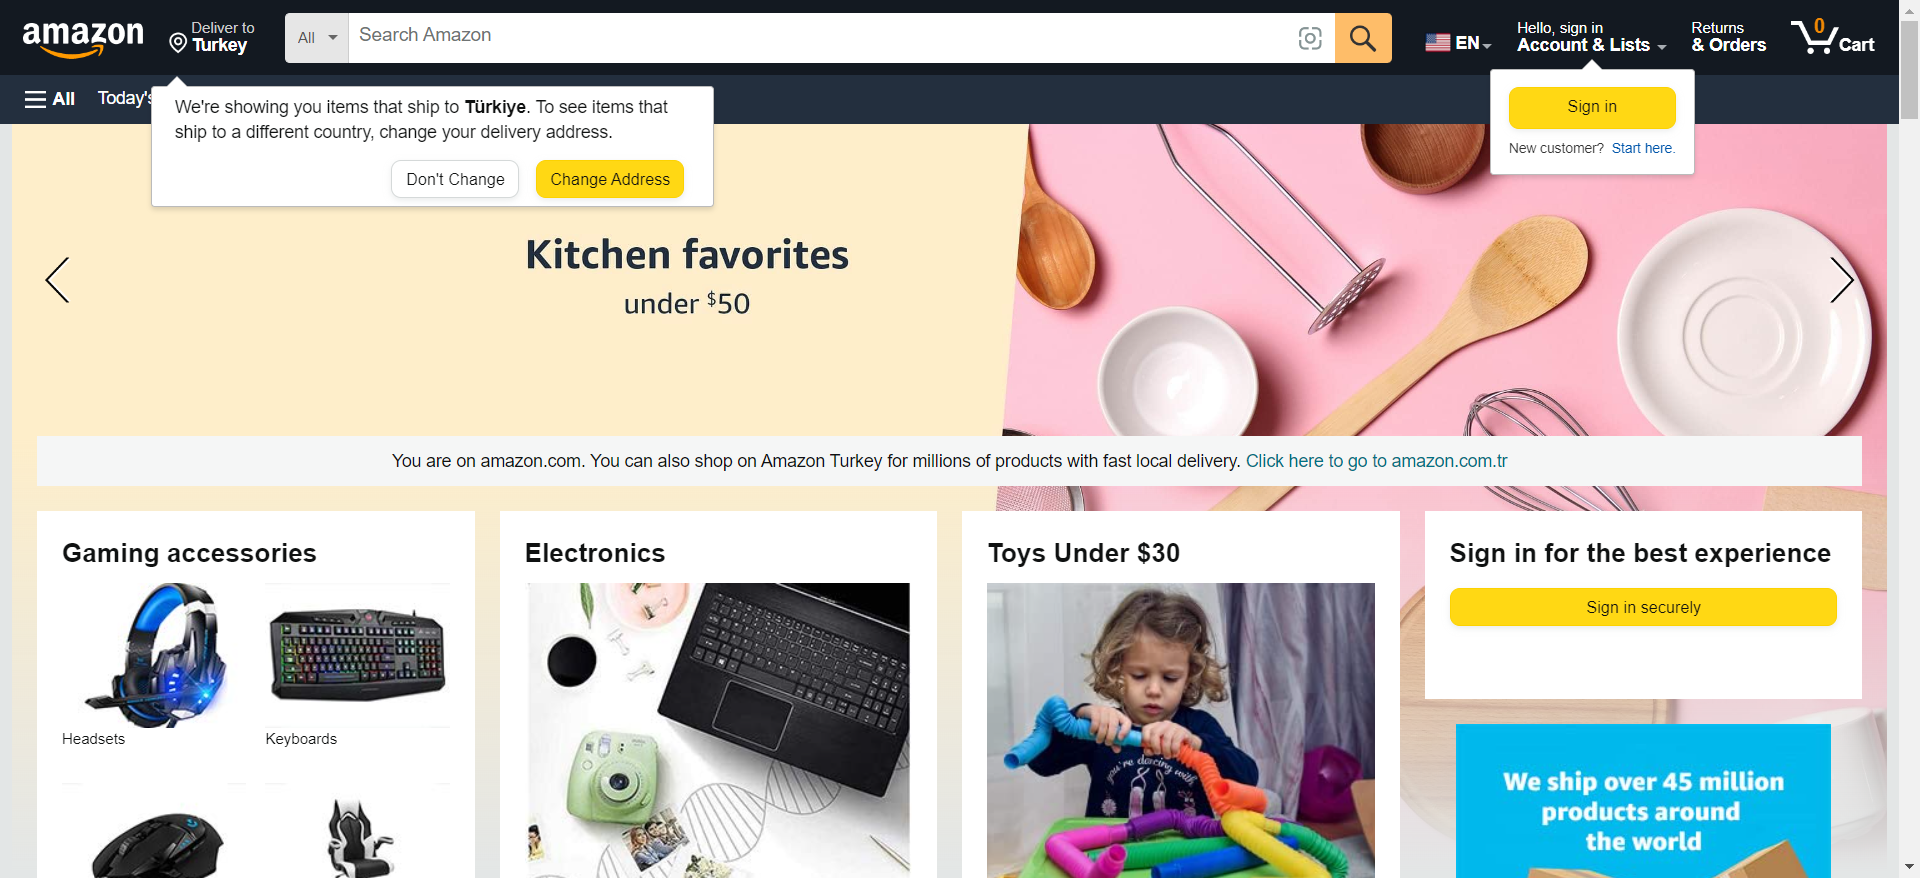 amazon
Deliver to
Turkey
All
Search Amazon
EN
Hello, sign in
Account & Lists
Returns
& Orders
0
Cart
All
Today's
We're showing you items that ship to Türkiye. To see items that
ship to a different country, change your delivery address.
Don't Change
Change Address
Sign in
New customer? Start here.
Kitchen favorites
under $50
You are on amazon.com. You can also shop on Amazon Turkey for millions of products with fast local delivery. Click here to go to amazon.com.tr
Gaming accessories
Headsets
Keyboards
Electronics
Toys Under $30
you're dancing with
Sign in for the best experience
Sign in securely
We ship over 45 million
products around
the world